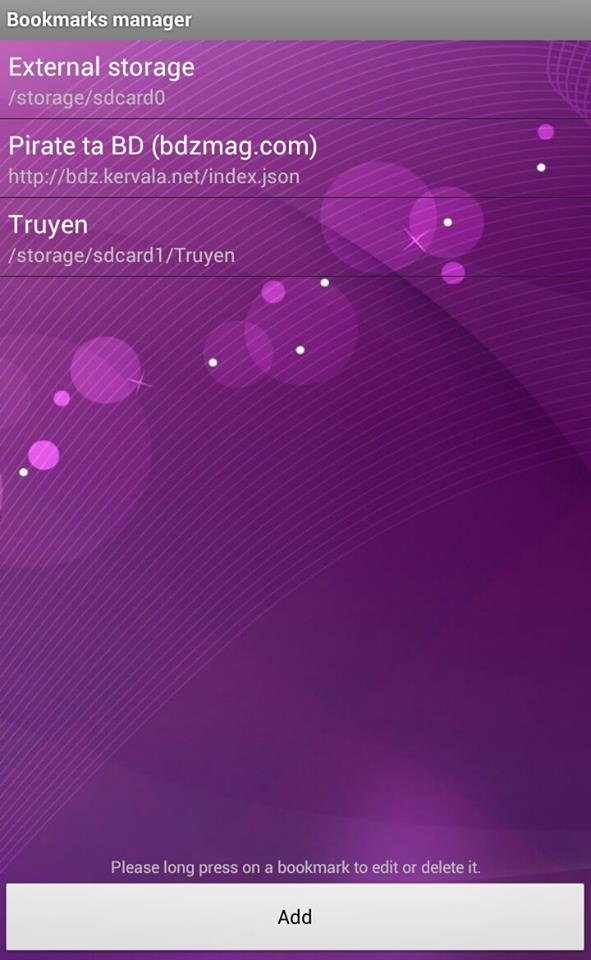 Bookmarks manager
External storage
/storage/sdcard0
Pirate ta BD (bdzmag.com)
http://bdz.kervala.net/index.json
Truyen
/storage/sdcard1/Truyen
Please long press on a bookmark to edit or delete it.
Add